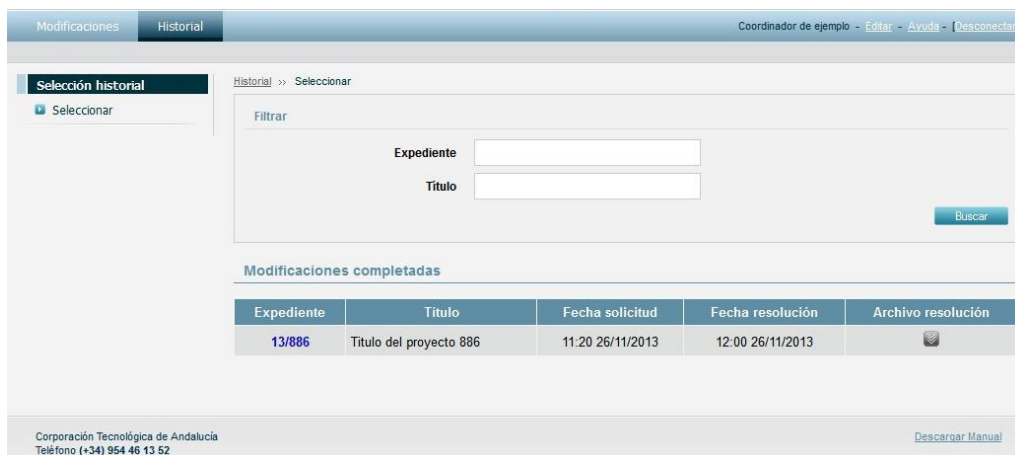 Modificaciones Historial Coordinador de ejemplo - Editar - Ayuda - [Desconectar
Selección historial
Seleccionar
Historial >> Seleccionar
Filtrar
Expediente
Título
Buscar
Modificaciones completadas
Expediente Título Fecha solicitud Fecha resolución Archivo resolución
13/886 Titulo del proyecto 886 11:20 26/11/2013 12:00 26/11/2013
Corporación Tecnológica de Andalucía
Teléfono (+34) 954 46 13 52
Descargar Manual